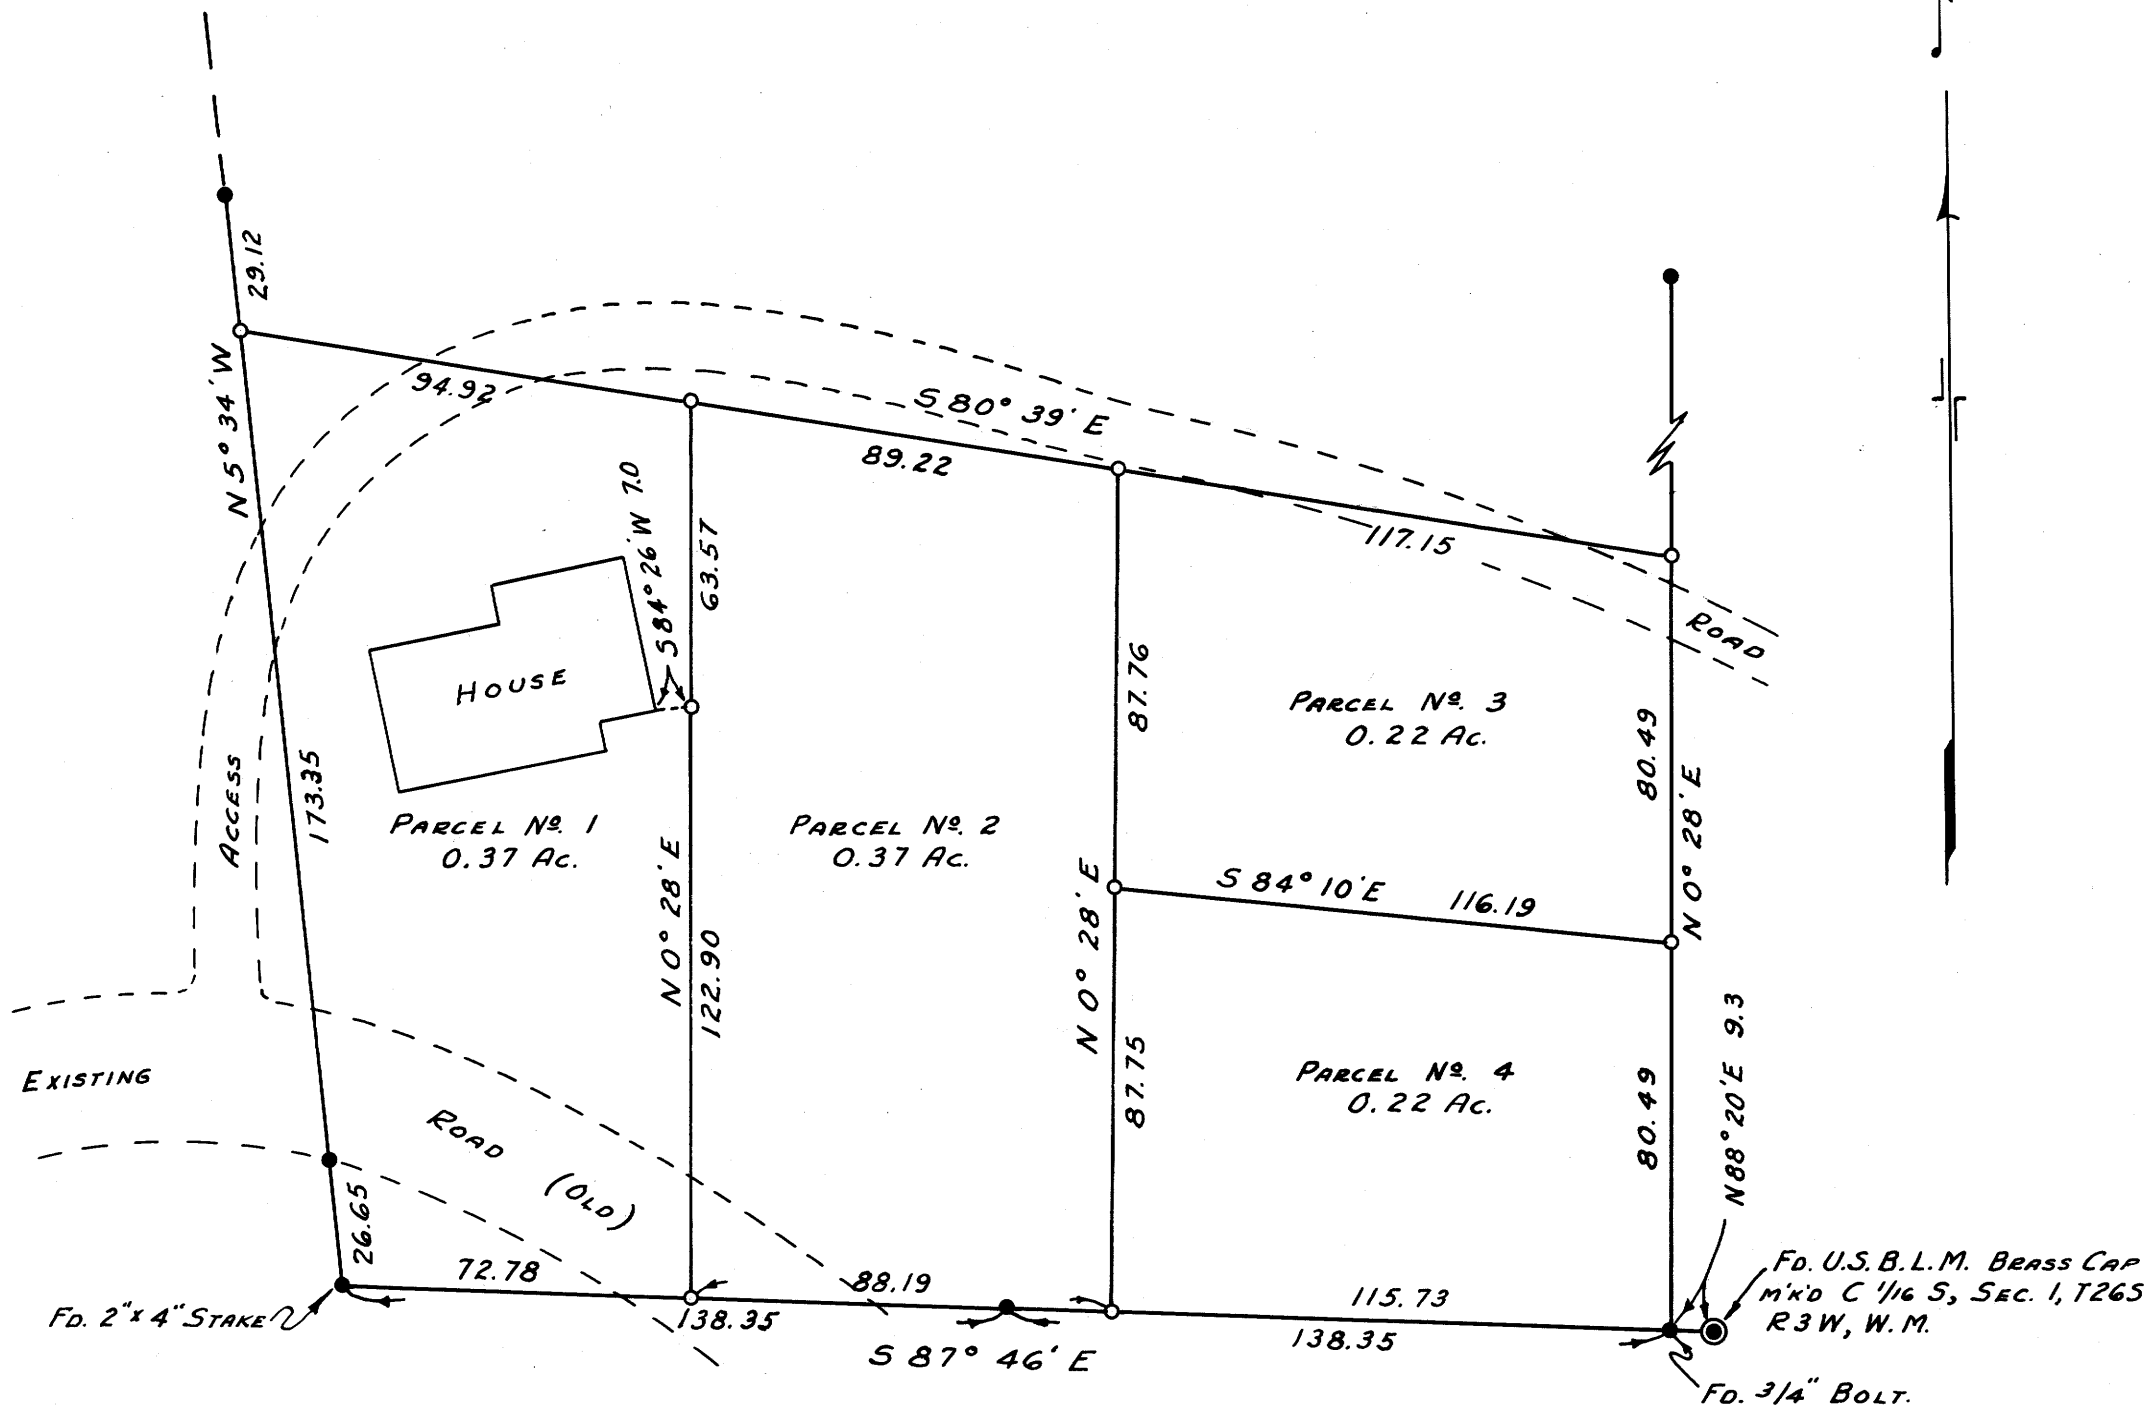 29.12
N 5° 34' W
94.92
S 80° 39' E
89.22
117.15
S 84° 26' W 7.0
63.57
HOUSE
ROAD
87.76
PARCEL Nº. 3
0.22 Ac.
80.49
N 0° 28' E
ACCESS
173.35
PARCEL Nº. 1
0.37 Ac.
PARCEL Nº. 2
0.37 Ac.
N 0° 28' E
122.90
N 0° 28' E
S 84° 10' E 116.19
EXISTING
ROAD
(OLD)
87.75
PARCEL Nº. 4
0.22 Ac.
80.49
N 88° 20' E 9.3
26.65
72.78
88.19
115.73
FD. 2" x 4" STAKE
138.35
138.35
S 87° 46' E
FD. U.S.B.L.M. BRASS CAP
M'K'D C 1/16 S, SEC. 1, T26S
R3W, W.M.
FD. 3/4" BOLT.